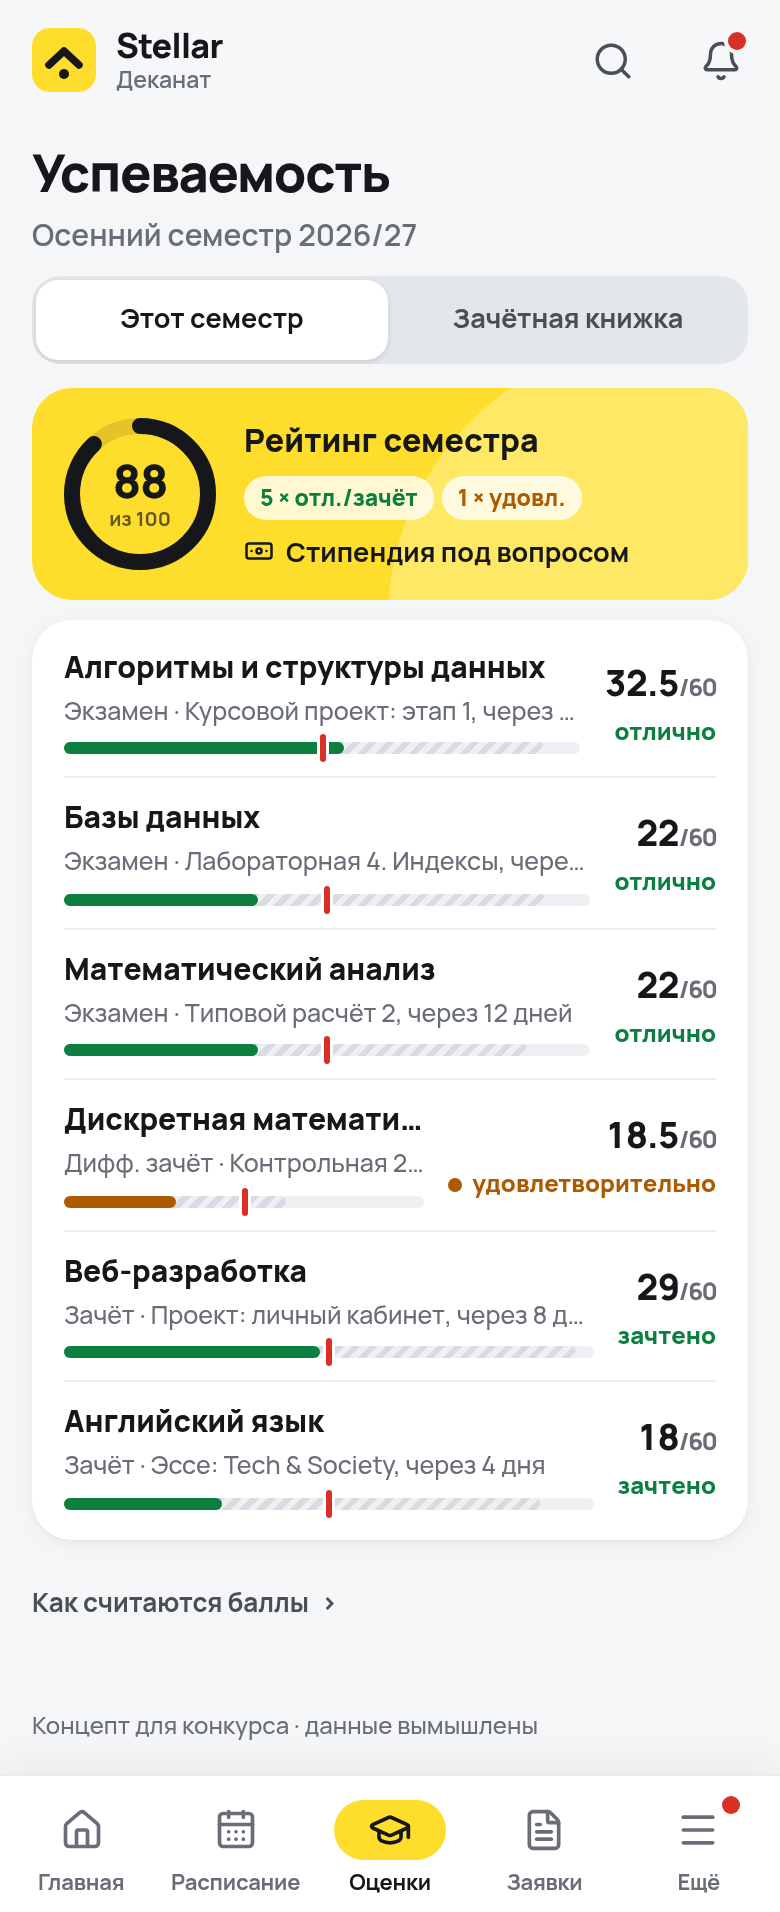 Stellar
Деканат
Успеваемость
Осенний семестр 2026/27
Этот семестр
Зачётная книжка
88
из 100
Рейтинг семестра
5 × отл./зачёт
1 × удовл.
Стипендия под вопросом
Алгоритмы и структуры данных
Экзамен · Курсовой проект: этап 1, через ...
32.5/60
отлично
Базы данных
Экзамен · Лабораторная 4. Индексы, чере...
22/60
отлично
Математический анализ
Экзамен · Типовой расчёт 2, через 12 дней
22/60
отлично
Дискретная математи...
Дифф. зачёт · Контрольная 2...
18.5/60
удовлетворительно
Веб-разработка
Зачёт · Проект: личный кабинет, через 8 д...
29/60
зачтено
Английский язык
Зачёт · Эссе: Tech & Society, через 4 дня
18/60
зачтено
Как считаются баллы ›
Концепт для конкурса · данные вымышлены
Главная
Расписание
Оценки
Заявки
Ещё